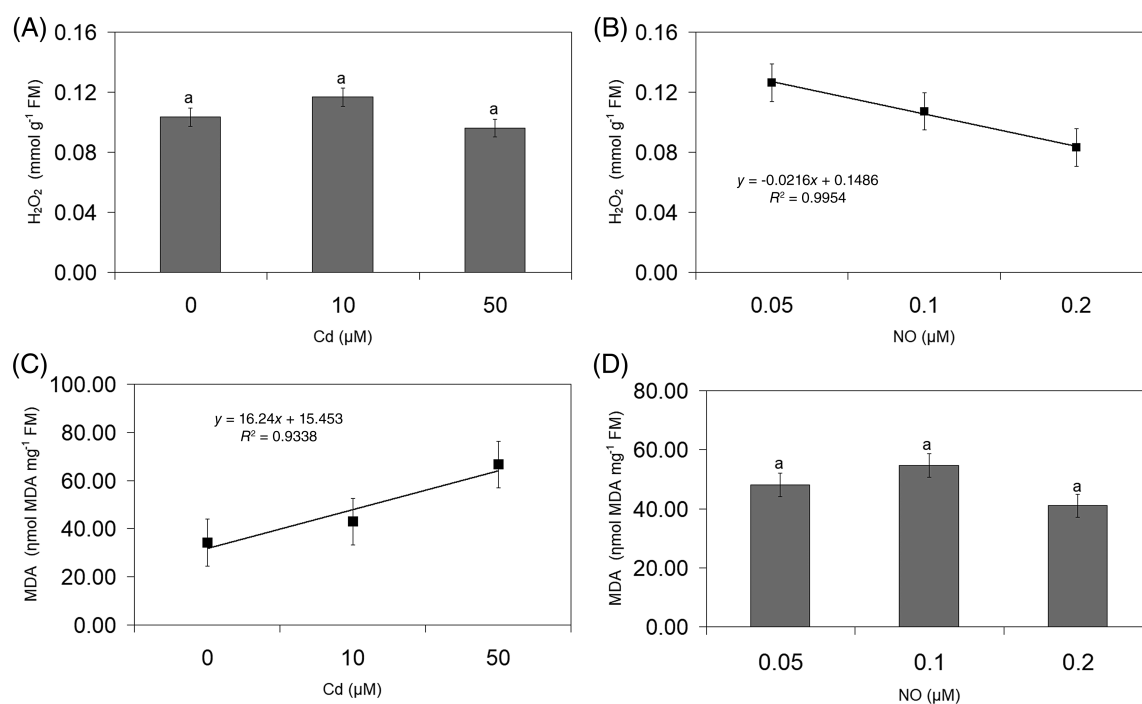 (A)
0.16
0.12
0.08
0.04
0.00
H₂O₂ (mmol g⁻¹ FM)
a
a
a
0
10
50
Cd (µM)
(B)
0.16
0.12
0.08
0.04
0.00
H₂O₂ (mmol g⁻¹ FM)
y = -0.0216x + 0.1486
R² = 0.9954
0.05
0.1
0.2
NO (µM)
(C)
100.00
80.00
60.00
40.00
20.00
0.00
MDA (ηmol MDA mg⁻¹ FM)
y = 16.24x + 15.453
R² = 0.9338
0
10
50
Cd (µM)
(D)
80.00
60.00
40.00
20.00
0.00
MDA (ηmol MDA mg⁻¹ FM)
a
a
a
0.05
0.1
0.2
NO (µM)